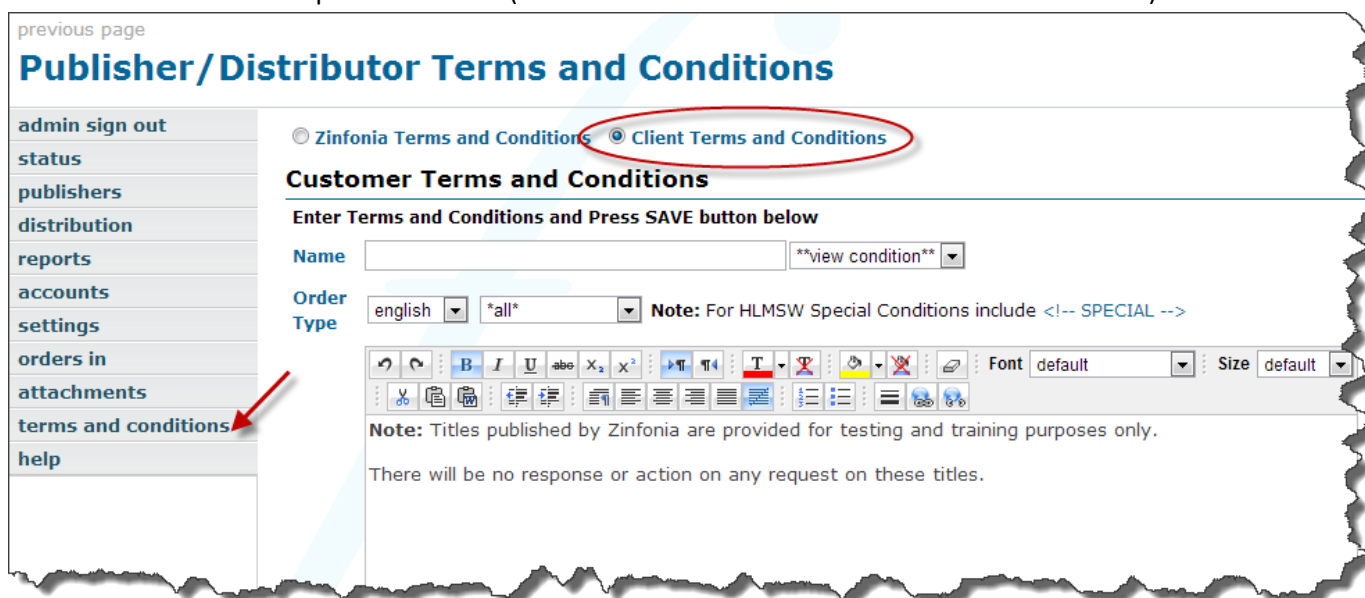 previous page
Publisher/Distributor Terms and Conditions
admin sign out
status
publishers
distribution
reports
accounts
settings
orders in
attachments
terms and conditions
help
Zinfonia Terms and Conditions Client Terms and Conditions
Customer Terms and Conditions
Enter Terms and Conditions and Press SAVE button below
Name **view condition**
Order Type english *all* Note: For HLMSW Special Conditions include <!-- SPECIAL -->
B I U abc X₂ X² T Font default Size default
Note: Titles published by Zinfonia are provided for testing and training purposes only.
There will be no response or action on any request on these titles.